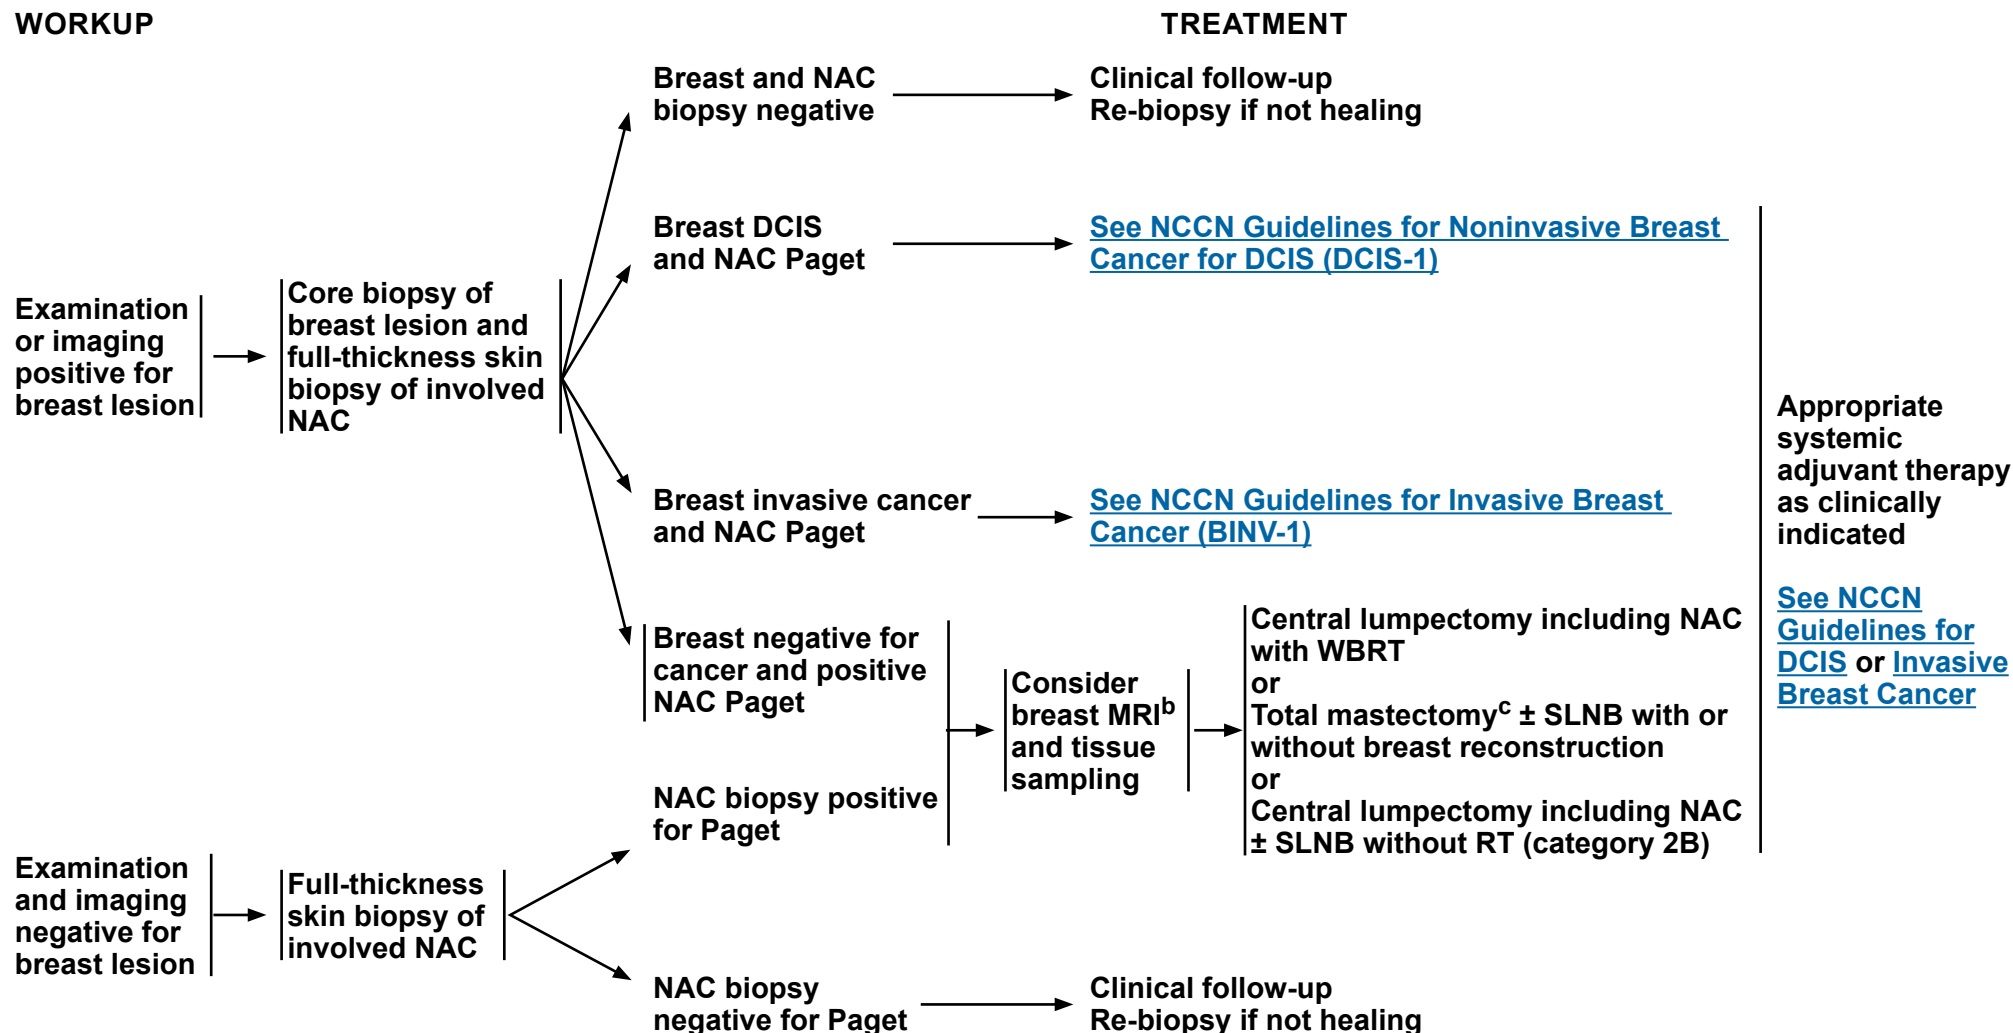 WORKUP
TREATMENT
Breast and NAC
biopsy negative
Clinical follow-up
Re-biopsy if not healing
Breast DCIS
and NAC Paget
See NCCN Guidelines for Noninvasive Breast
Cancer for DCIS (DCIS-1)
Examination
or imaging
positive for
breast lesion
Core biopsy of
breast lesion and
full-thickness skin
biopsy of involved
NAC
Breast invasive cancer
and NAC Paget
See NCCN Guidelines for Invasive Breast
Cancer (BINV-1)
Breast negative for
cancer and positive
NAC Paget
NAC biopsy positive
for Paget
Consider
breast MRIb
and tissue
sampling
Central lumpectomy including NAC
with WBRT
or
Total mastectomyc ± SLNB with or
without breast reconstruction
or
Central lumpectomy including NAC
± SLNB without RT (category 2B)
Appropriate
systemic
adjuvant therapy
as clinically
indicated
See NCCN
Guidelines for
DCIS or Invasive
Breast Cancer
Examination
and imaging
negative for
breast lesion
Full-thickness
skin biopsy of
involved NAC
NAC biopsy
negative for Paget
Clinical follow-up
Re-biopsy if not healing